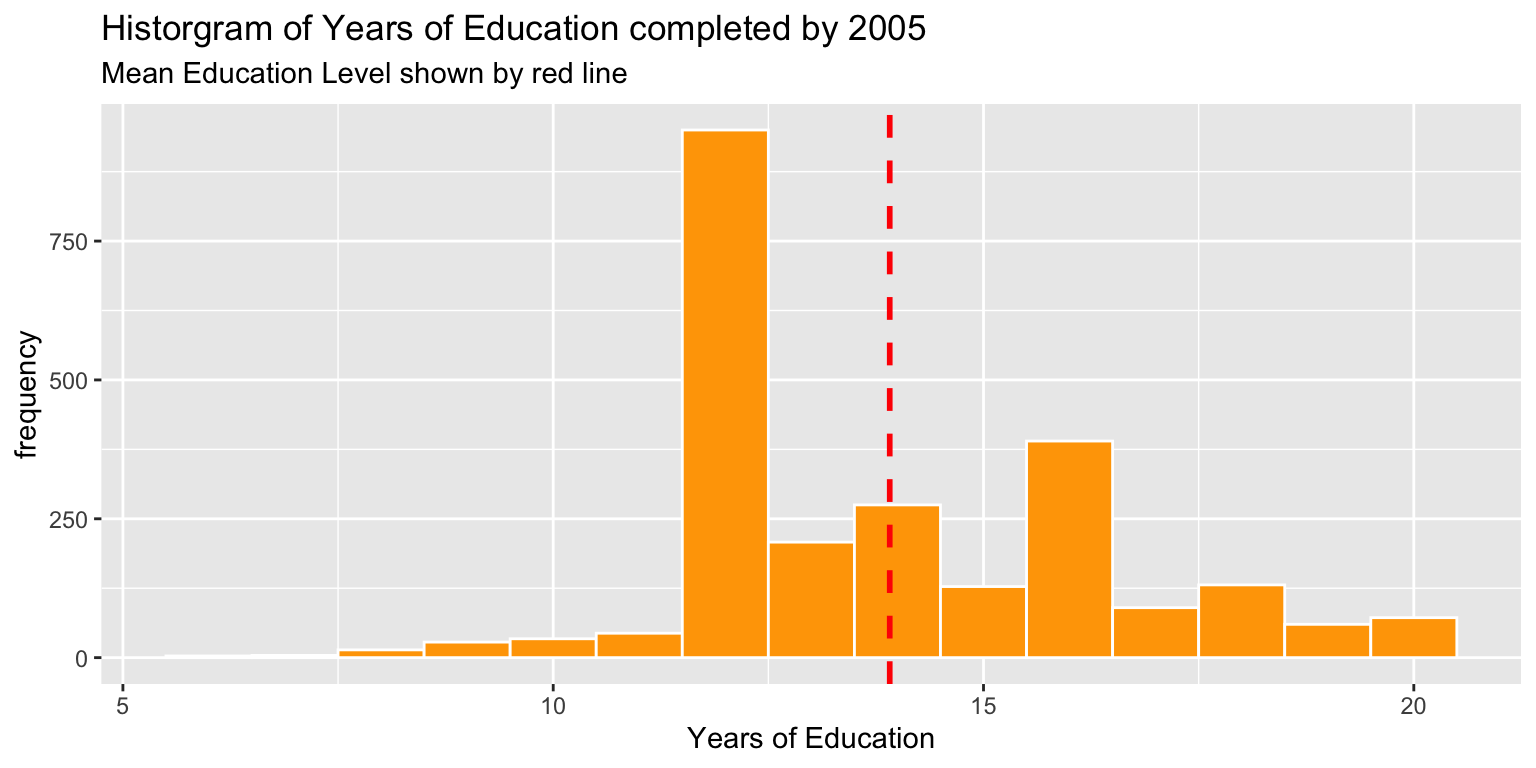 Historgram of Years of Education completed by 2005
Mean Education Level shown by red line
frequency
750
500
250
0
5 10 15 20
Years of Education